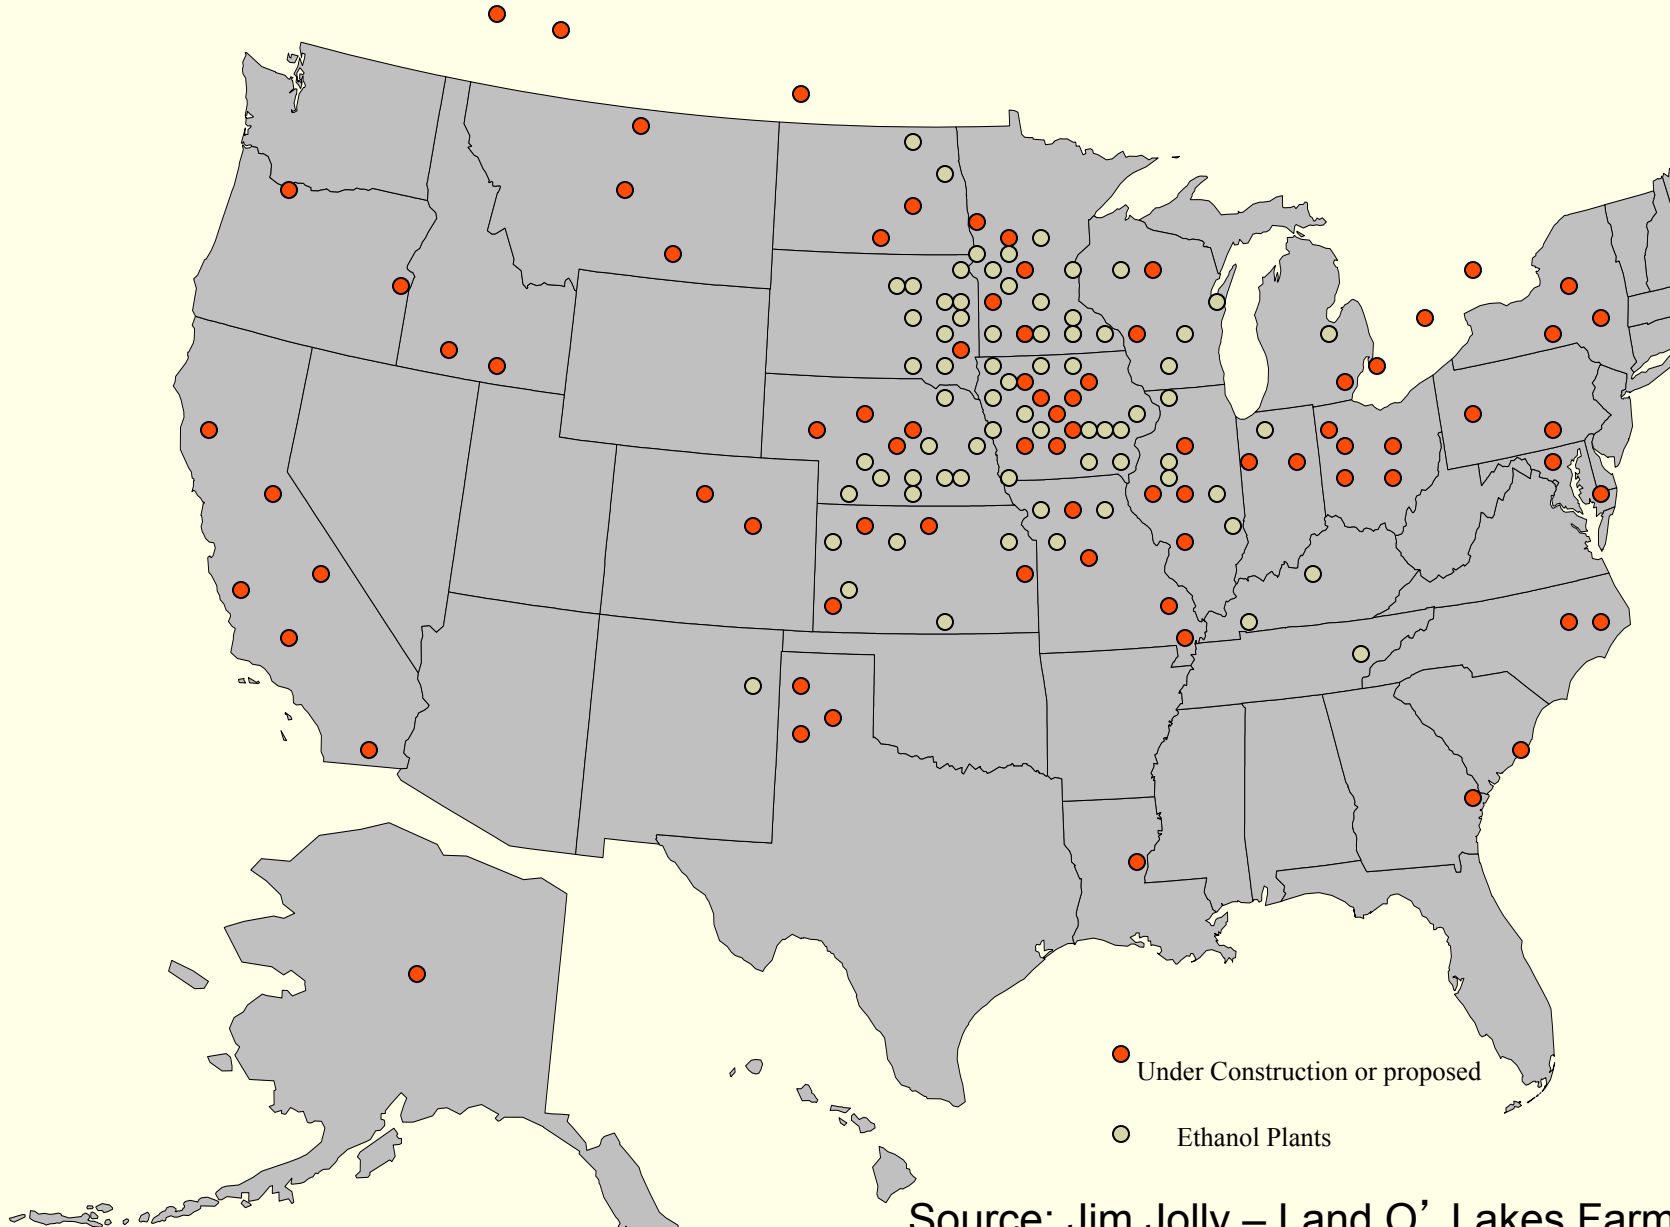 Under Construction or proposed
Ethanol Plants
Source: Jim Jolly – Land O’ Lakes Farm